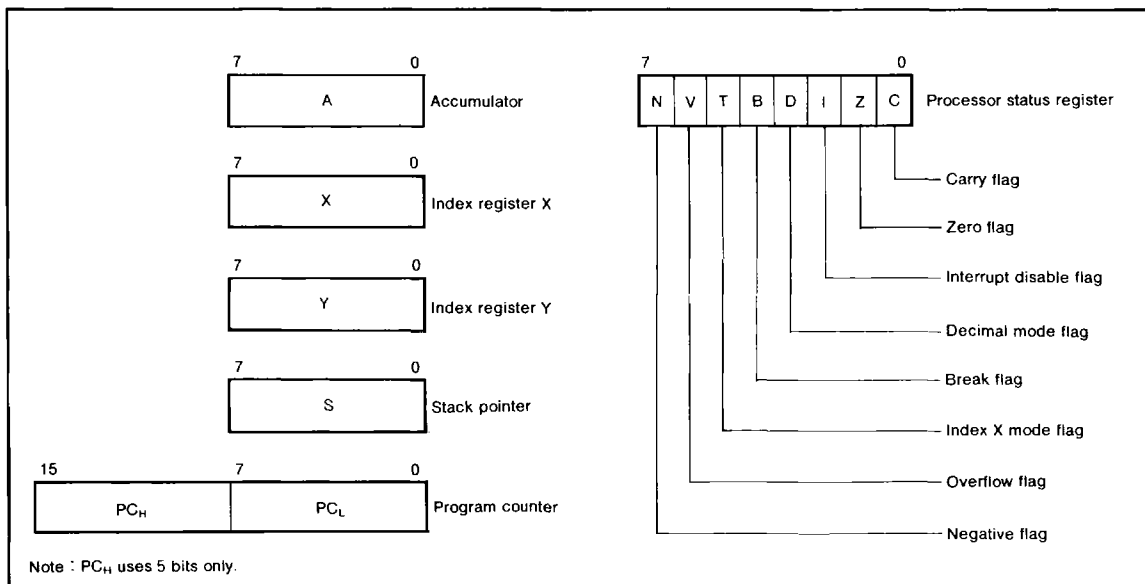 7 0
A Accumulator
7 0
X Index register X
7 0
Y Index register Y
7 0
S Stack pointer
15 7 0
PCH PCL Program counter
Note : PCH uses 5 bits only.
7 0
N V T B D I Z C Processor status register
Carry flag
Zero flag
Interrupt disable flag
Decimal mode flag
Break flag
Index X mode flag
Overflow flag
Negative flag